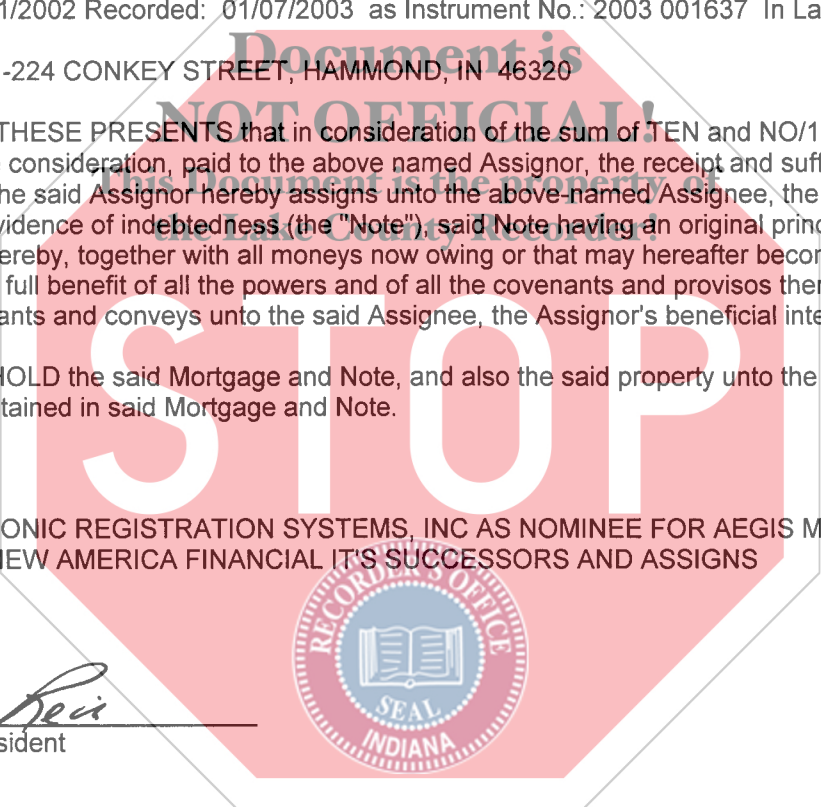 1/2002 Recorded: 01/07/2003 as Instrument No.: 2003 001637 In La
Document is
-224 CONKEY STREET, HAMMOND, IN 46320
NOT OFFICIAL!
THESE PRESENTS that in consideration of the sum of TEN and NO/1
consideration, paid to the above named Assignor, the receipt and suff
This Document is the property of
he said Assignor hereby assigns unto the above-named Assignee, the
the Lake County Recorder!
vidence of indebtedness (the "Note"), said Note having an original princ
ereby, together with all moneys now owing or that may hereafter becom
full benefit of all the powers and of all the covenants and provisos ther
ants and conveys unto the said Assignee, the Assignor's beneficial inte
STOP
HOLD the said Mortgage and Note, and also the said property unto the
tained in said Mortgage and Note.
ONIC REGISTRATION SYSTEMS, INC AS NOMINEE FOR AEGIS M
NEW AMERICA FINANCIAL IT'S SUCCESSORS AND ASSIGNS
RECORDER'S OFFICE
SEAL
INDIANA
sident